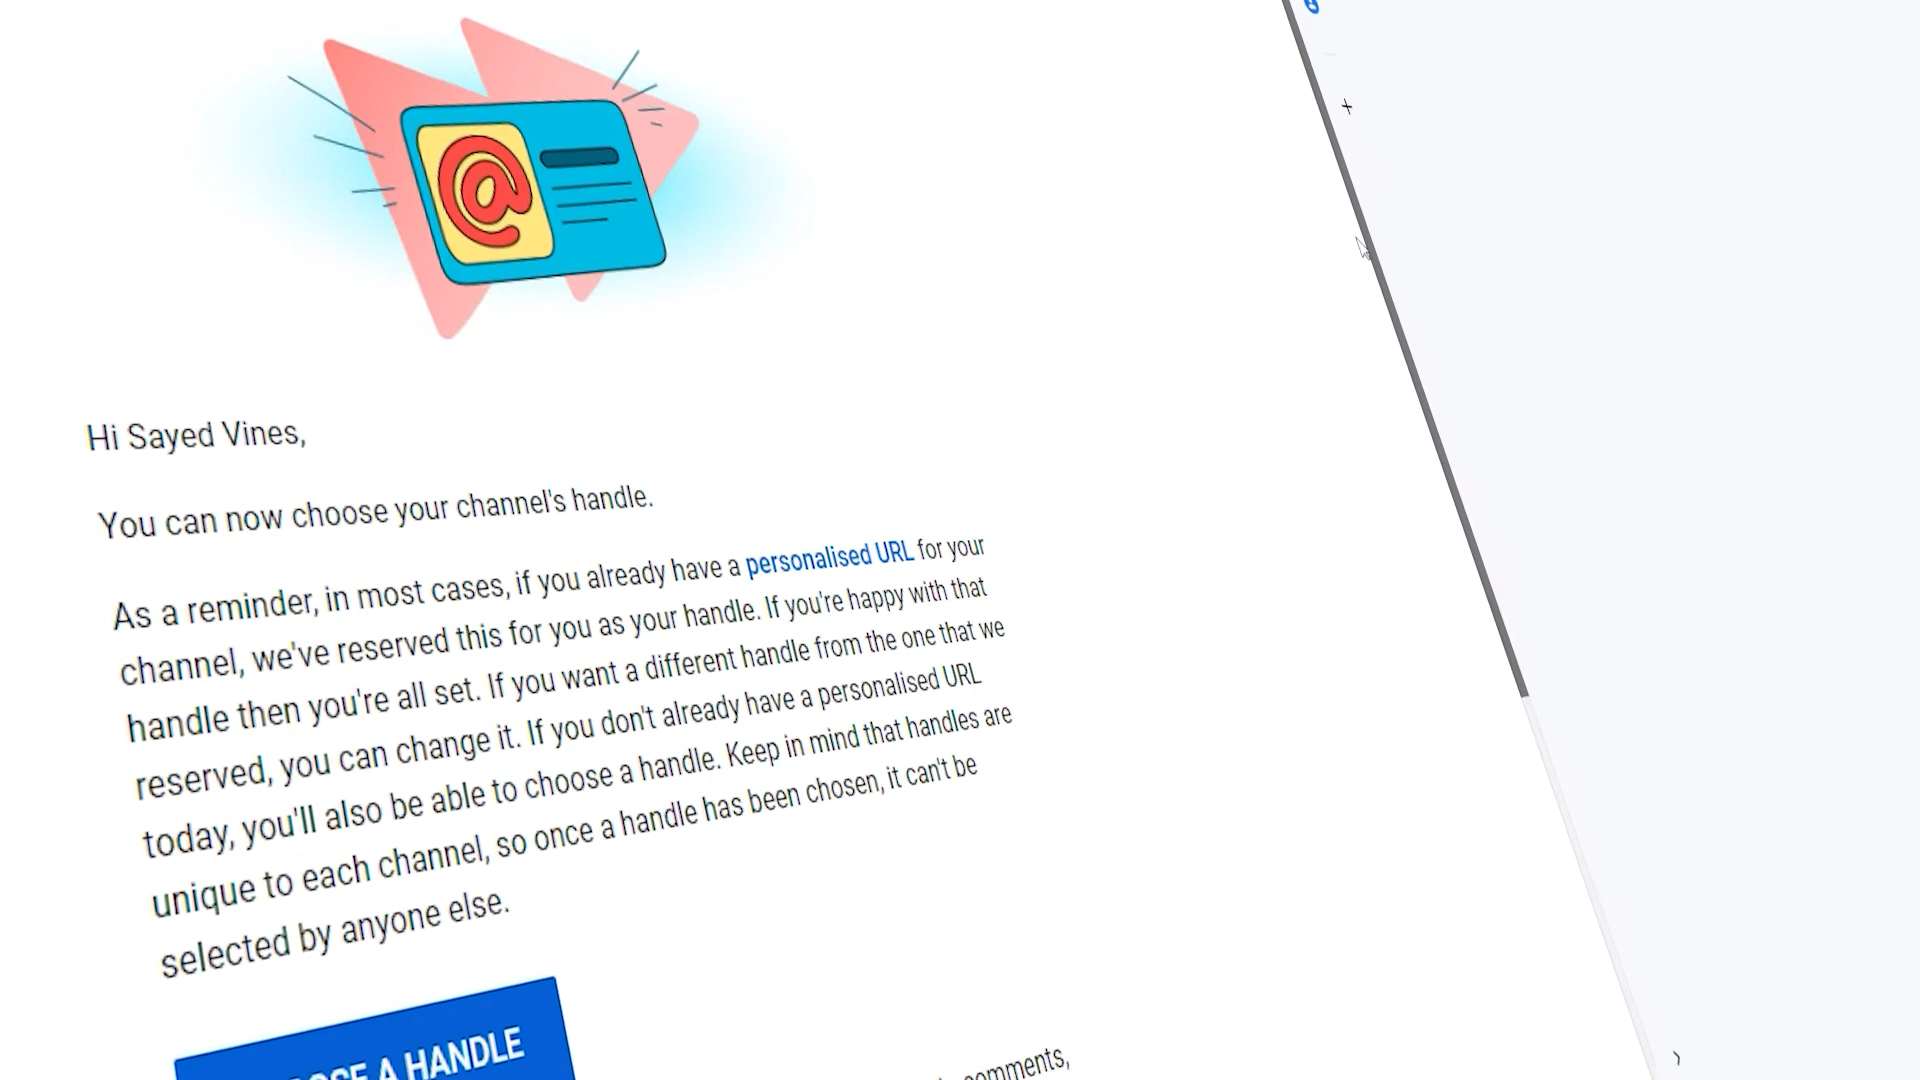 @
Hi Sayed Vines,
You can now choose your channel's handle.
As a reminder, in most cases, if you already have a personalised URL for your
channel, we've reserved this for you as your handle. If you're happy with that
handle then you're all set. If you want a different handle from the one that we
reserved, you can change it. If you don't already have a personalised URL
today, you'll also be able to choose a handle. Keep in mind that handles are
unique to each channel, so once a handle has been chosen, it can't be
selected by anyone else.
A HANDLE
comments,